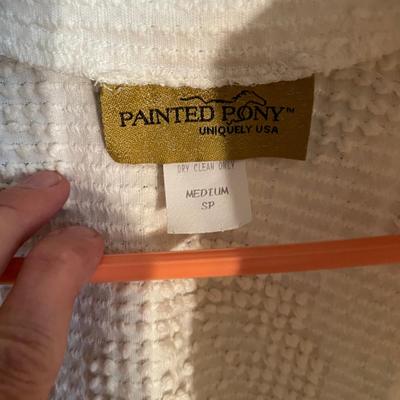 PAINTED PONY™
UNIQUELY USA
DRY CLEAN ONLY
MEDIUM
SP